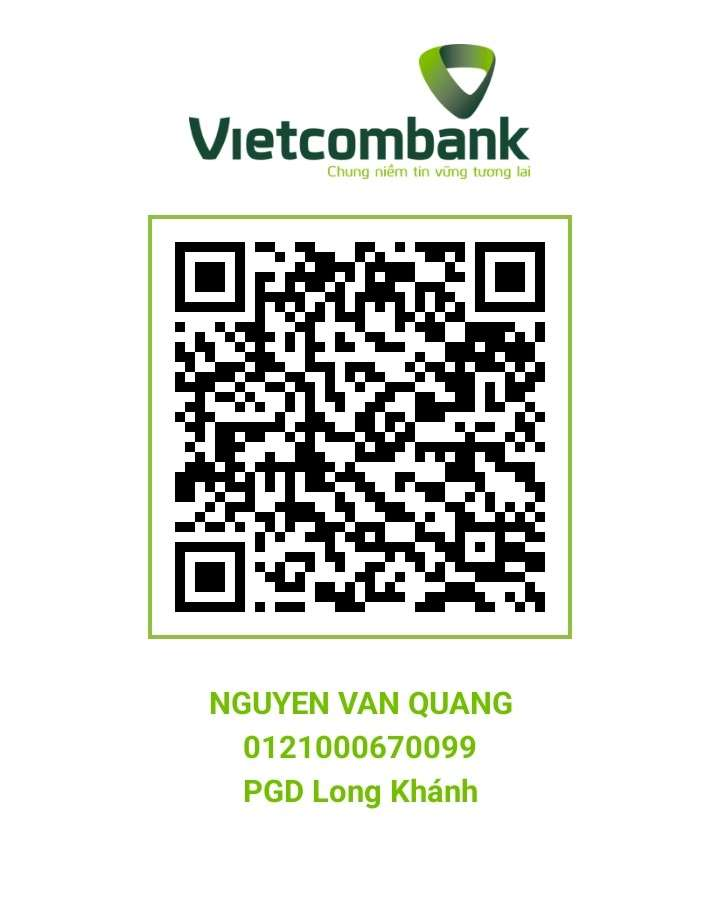 Vietcombank
Chung niềm tin vững tương lai
NGUYEN VAN QUANG
0121000670099
PGD Long Khánh